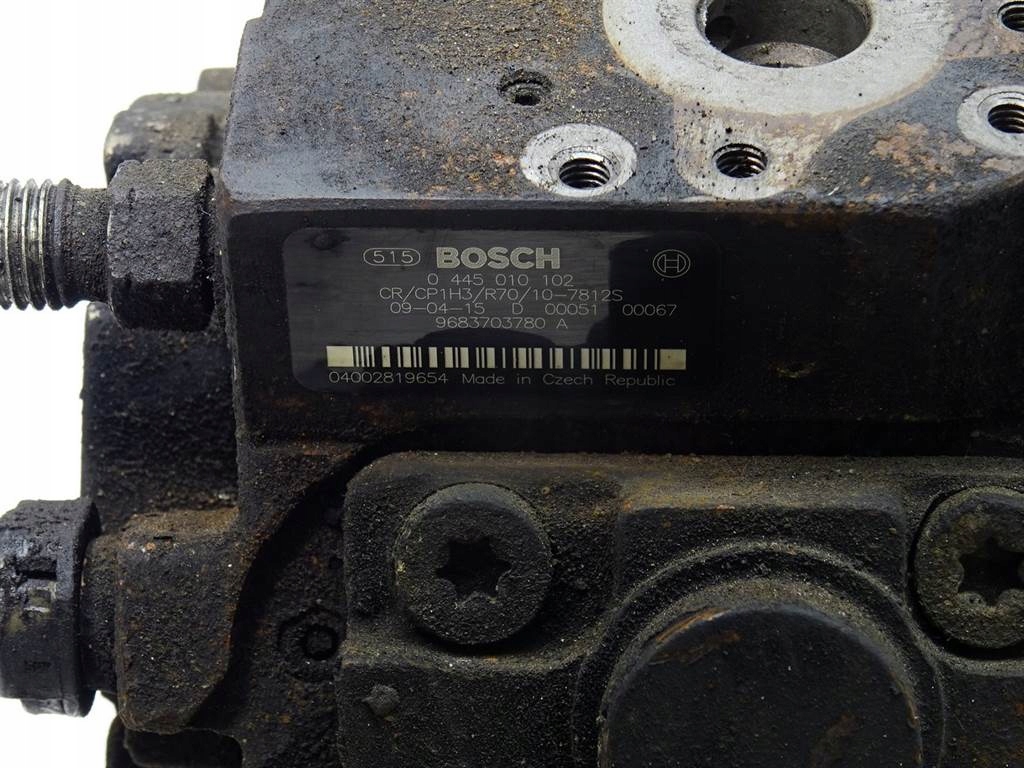 515 BOSCH
0 445 010 102
CR/CP1H3/R70/10-7812S
09-04-15 D 00051 00067
9683703780 A
04002819654 Made in Czech Republic